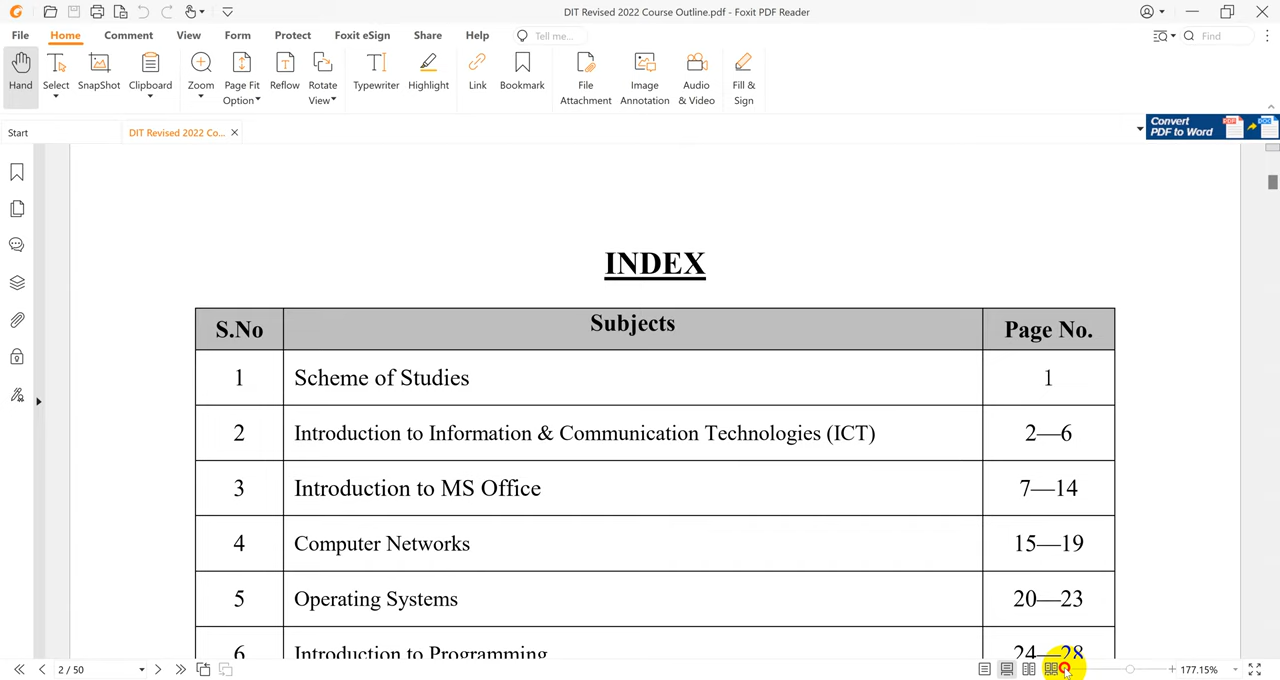 DIT Revised 2022 Course Outline.pdf - Foxit PDF Reader
File Home Comment View Form Protect Foxit eSign Share Help Tell me... Find
Hand Select SnapShot Clipboard Zoom Page Fit Option Reflow Rotate View Typewriter Highlight Link Bookmark File Attachment Image Annotation Audio & Video Fill & Sign
Start DIT Revised 2022 Co...
Convert
PDF to Word
INDEX
S.No Subjects Page No.
1 Scheme of Studies 1
2 Introduction to Information & Communication Technologies (ICT) 2—6
3 Introduction to MS Office 7—14
4 Computer Networks 15—19
5 Operating Systems 20—23
6 Introduction to Programming 24—28
2 / 50 177.15%